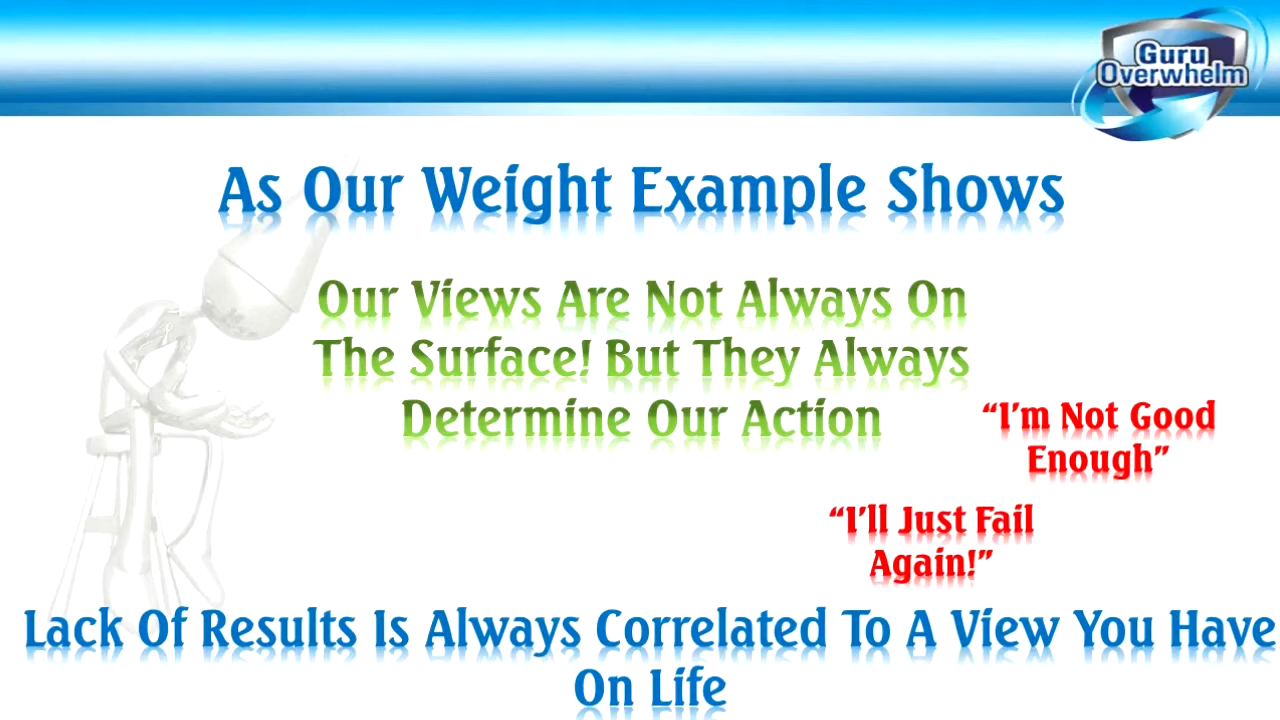 Guru
Overwhelm
As Our Weight Example Shows
Our Views Are Not Always On
The Surface! But They Always
Determine Our Action
“I’m Not Good
Enough”
“I’ll Just Fail
Again!”
Lack Of Results Is Always Correlated To A View You Have
On Life